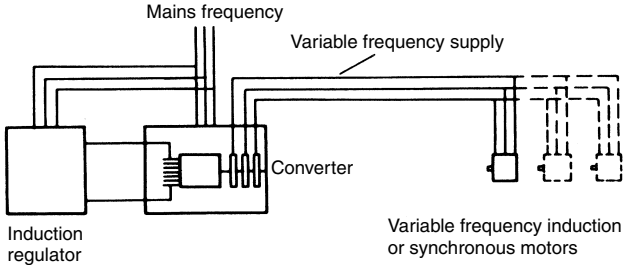 Mains frequency
Variable frequency supply
Converter
Induction
regulator
Variable frequency induction
or synchronous motors